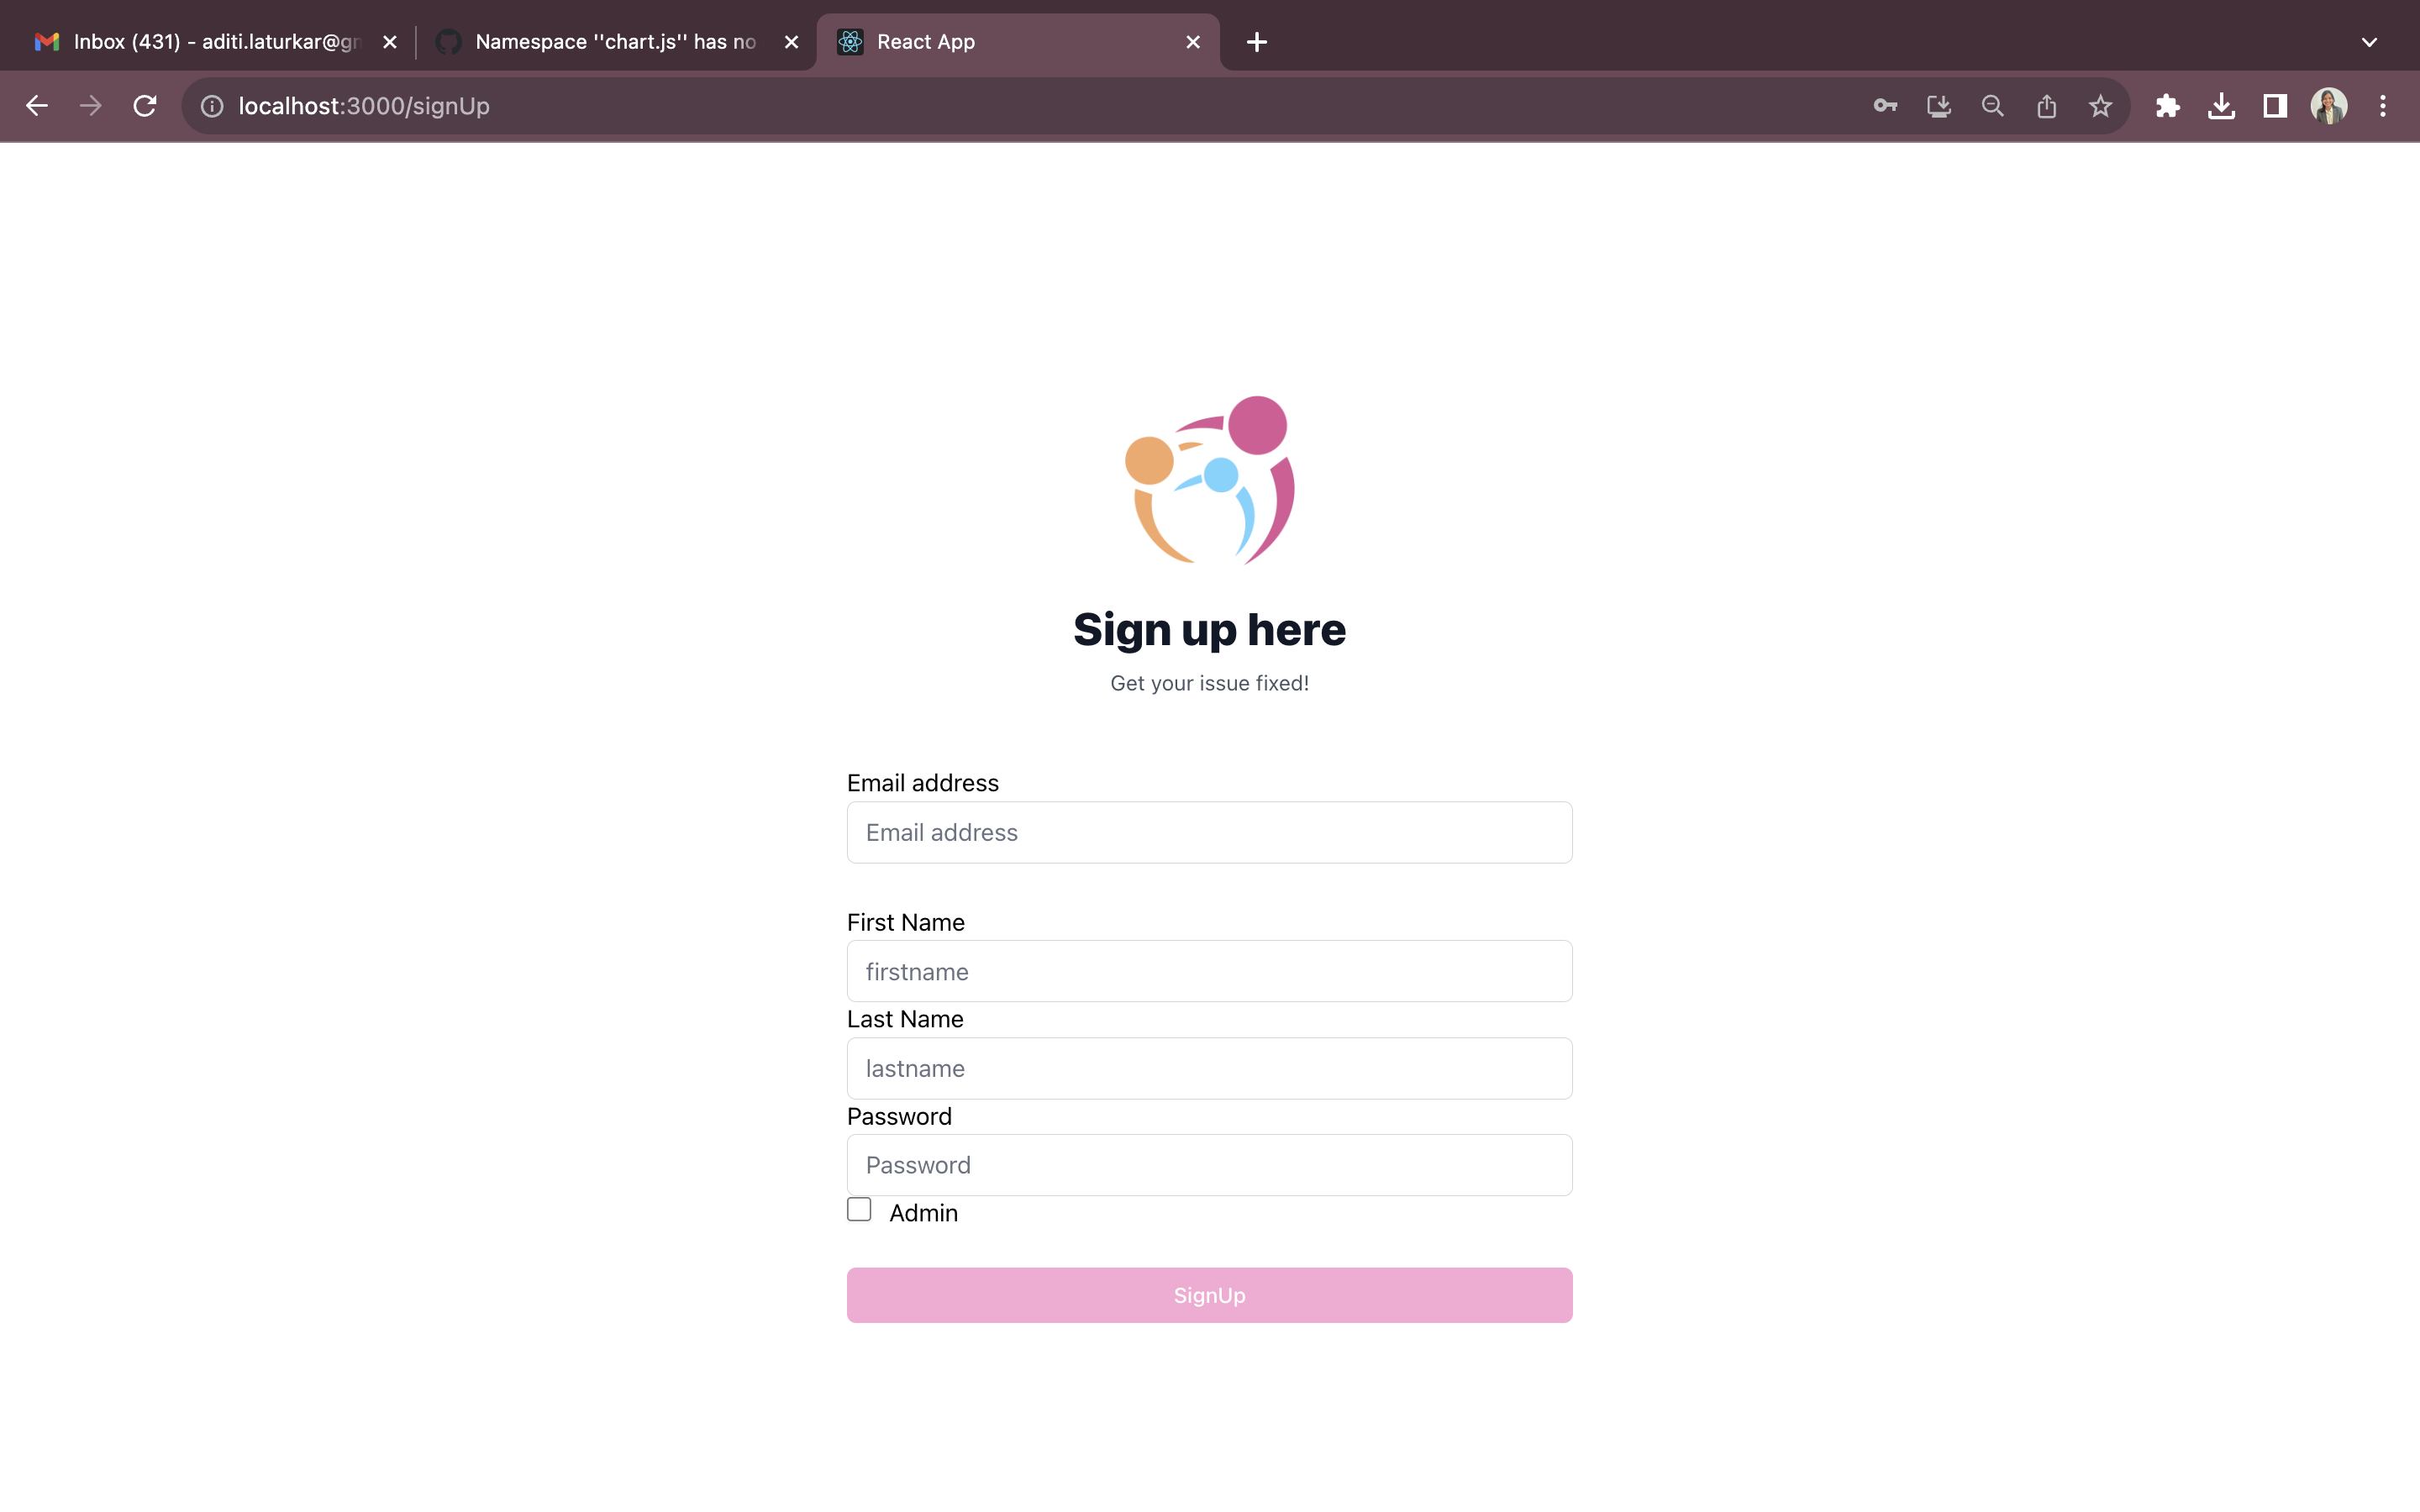 Inbox (431) - aditi.laturkar@gr
Namespace ''chart.js'' has no
React App
localhost:3000/signUp
Sign up here
Get your issue fixed!
Email address
Email address
First Name
firstname
Last Name
lastname
Password
Password
Admin
SignUp